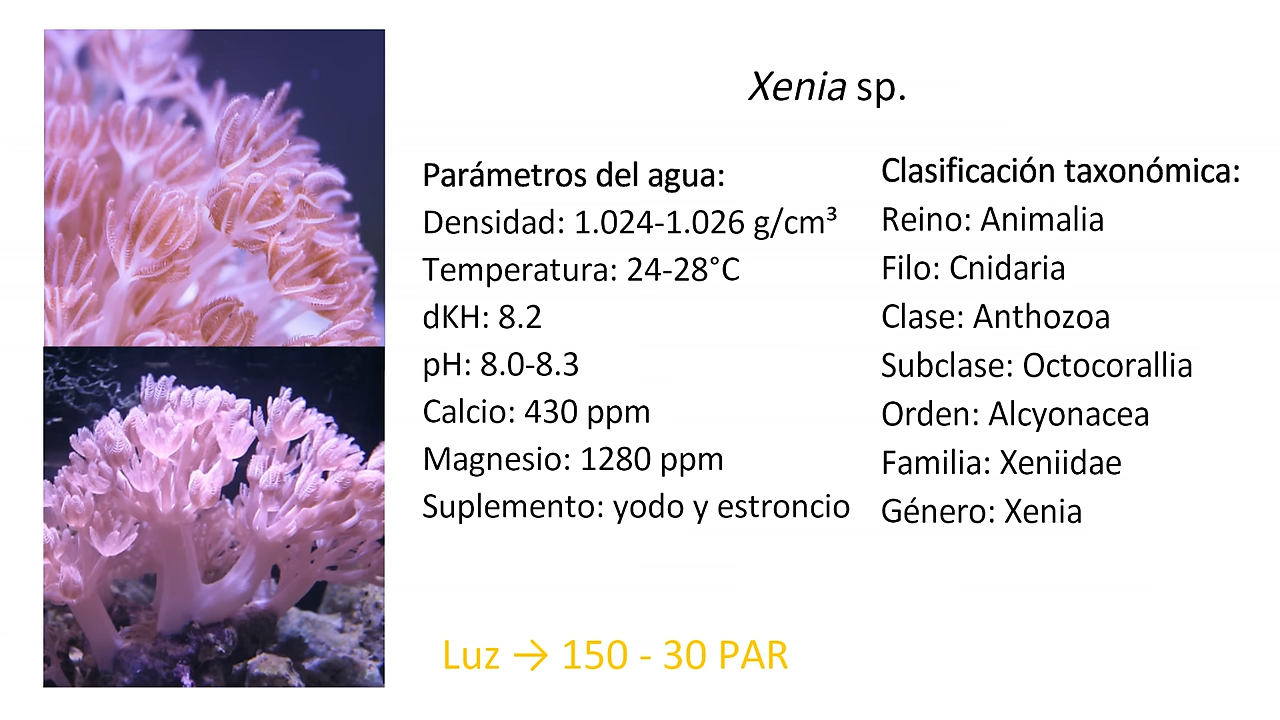 Xenia sp.
Parámetros del agua:
Densidad: 1.024-1.026 g/cm³
Temperatura: 24-28°C
dKH: 8.2
pH: 8.0-8.3
Calcio: 430 ppm
Magnesio: 1280 ppm
Suplemento: yodo y estroncio
Clasificación taxonómica:
Reino: Animalia
Filo: Cnidaria
Clase: Anthozoa
Subclase: Octocorallia
Orden: Alcyonacea
Familia: Xeniidae
Género: Xenia
Luz → 150 - 30 PAR